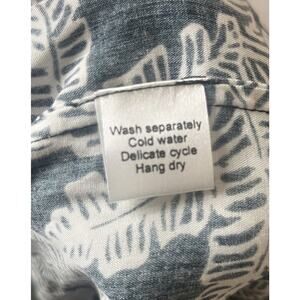 Wash separately
Cold water
Delicate cycle
Hang dry